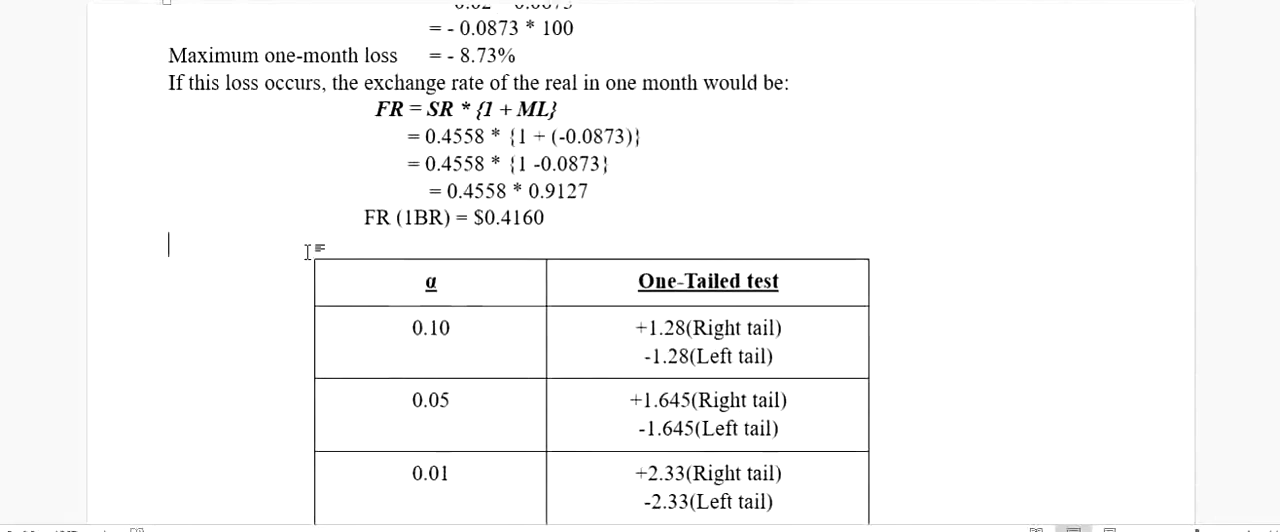 = - 0.0873 * 100
Maximum one-month loss = - 8.73%
If this loss occurs, the exchange rate of the real in one month would be:
FR = SR * {1 + ML}
= 0.4558 * {1 + (-0.0873)}
= 0.4558 * {1 -0.0873}
= 0.4558 * 0.9127
FR (1BR) = $0.4160
α One-Tailed test
0.10 +1.28(Right tail)
-1.28(Left tail)
0.05 +1.645(Right tail)
-1.645(Left tail)
0.01 +2.33(Right tail)
-2.33(Left tail)